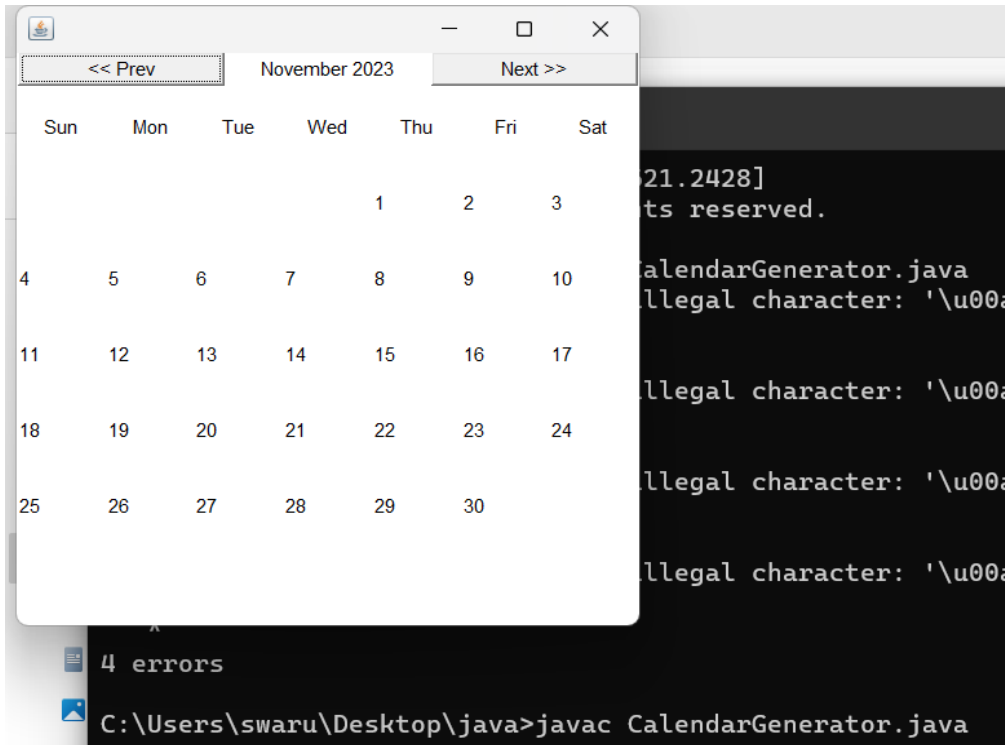 << Prev November 2023 Next >>
Sun Mon Tue Wed Thu Fri Sat
1 2 3
4 5 6 7 8 9 10
11 12 13 14 15 16 17
18 19 20 21 22 23 24
25 26 27 28 29 30
21.2428]
ts reserved.
CalendarGenerator.java
llegal character: '\u00a
llegal character: '\u00a
llegal character: '\u00a
llegal character: '\u00a
^
4 errors
C:\Users\swaru\Desktop\java>javac CalendarGenerator.java